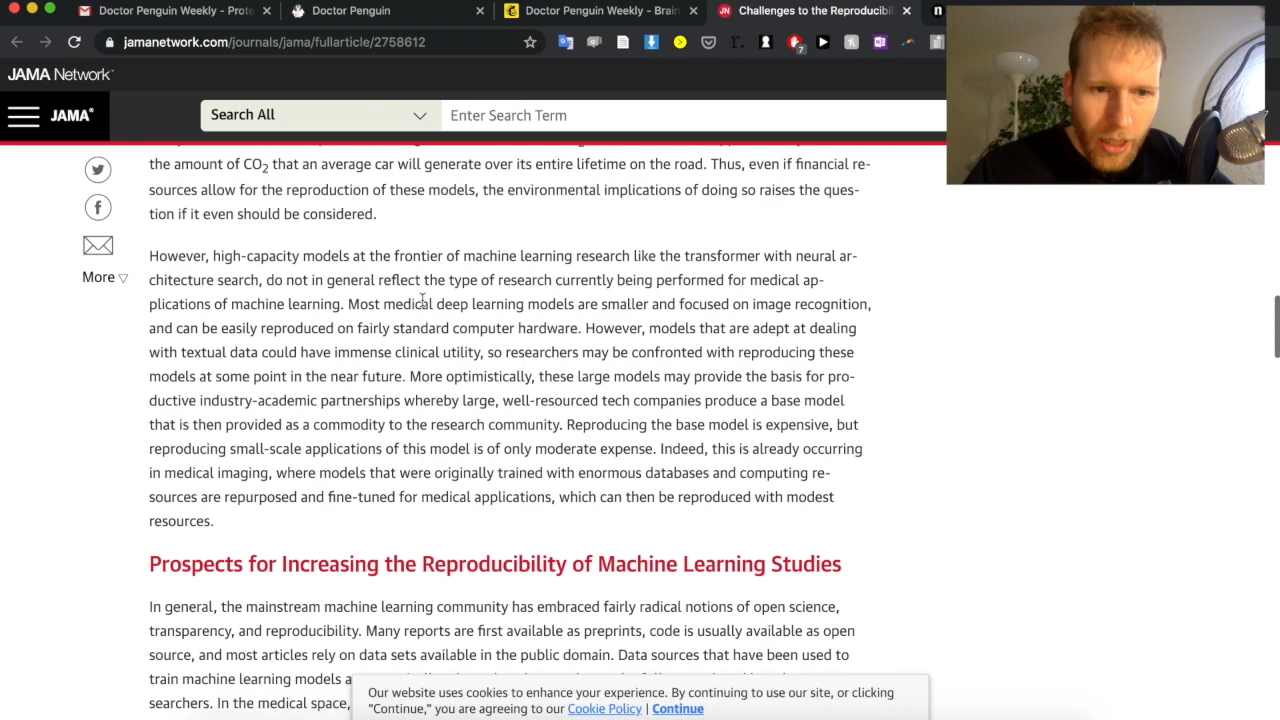 Doctor Penguin Weekly - Prote
Doctor Penguin
Doctor Penguin Weekly - Brain
Challenges to the Reproducibil
jamanetwork.com/journals/jama/fullarticle/2758612
7
JAMA Network
JAMA
Search All
Enter Search Term
the amount of CO2 that an average car will generate over its entire lifetime on the road. Thus, even if financial re-
sources allow for the reproduction of these models, the environmental implications of doing so raises the ques-
tion if it even should be considered.
More
However, high-capacity models at the frontier of machine learning research like the transformer with neural ar-
chitecture search, do not in general reflect the type of research currently being performed for medical ap-
plications of machine learning. Most medical deep learning models are smaller and focused on image recognition,
and can be easily reproduced on fairly standard computer hardware. However, models that are adept at dealing
with textual data could have immense clinical utility, so researchers may be confronted with reproducing these
models at some point in the near future. More optimistically, these large models may provide the basis for pro-
ductive industry-academic partnerships whereby large, well-resourced tech companies produce a base model
that is then provided as a commodity to the research community. Reproducing the base model is expensive, but
reproducing small-scale applications of this model is of only moderate expense. Indeed, this is already occurring
in medical imaging, where models that were originally trained with enormous databases and computing re-
sources are repurposed and fine-tuned for medical applications, which can then be reproduced with modest
resources.
Prospects for Increasing the Reproducibility of Machine Learning Studies
In general, the mainstream machine learning community has embraced fairly radical notions of open science,
transparency, and reproducibility. Many reports are first available as preprints, code is usually available as open
source, and most articles rely on data sets available in the public domain. Data sources that have been used to
train machine learning models a
searchers. In the medical space,
Our website uses cookies to enhance your experience. By continuing to use our site, or clicking
"Continue," you are agreeing to our Cookie Policy | Continue